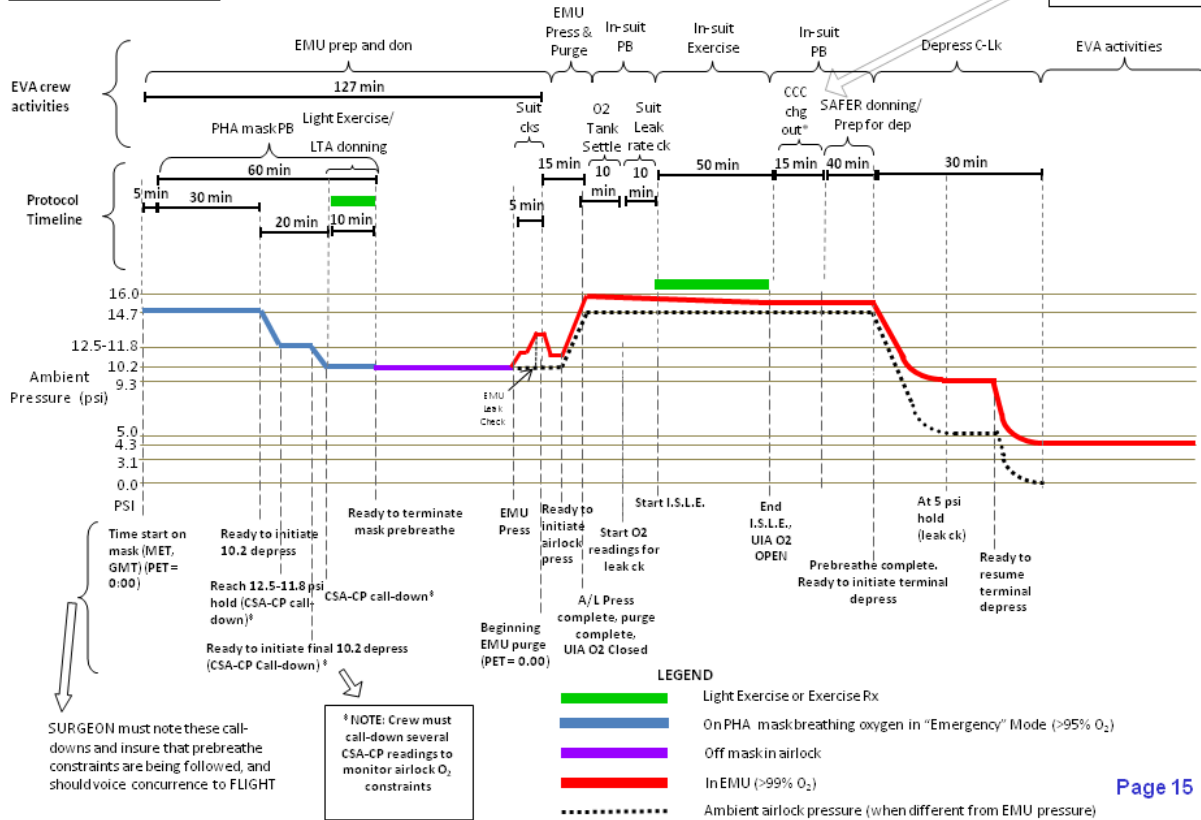 EMU
Press &
Purge
In-suit
PB
In-suit
Exercise
In-suit
PB
EMU prep and don
Depress C-Lk
EVA activities
EVA crew
activities
127 min
Suit
cks
O2
Tank
Settle
Suit
Leak
rate ck
CCC
chg
out*
SAFER donning/
Prep for dep
PHA mask PB
Light Exercise/
LTA donning
Protocol
Timeline
60 min
15 min
10
min
10
min
50 min
15 min
40 min
30 min
5 min
30 min
20 min
10 min
5 min
16.0
14.7
12.5-11.8
10.2
9.3
5.0
4.3
3.1
0.0
PSI
Ambient
Pressure (psi)
EMU
Leak
Check
Time start on
mask (MET,
GMT) (PET =
0:00)
Ready to initiate
10.2 depress
Reach 12.5-11.8 psi
hold (CSA-CP call-
down)*
Ready to initiate final 10.2 depress
(CSA-CP Call-down) *
CSA-CP call-down*
Ready to terminate
mask prebreathe
EMU
Press
Beginning
EMU purge
(PET = 0.00)
Ready to
initiate
airlock
press
A/L Press
complete, purge
complete,
UIA O2 Closed
Start O2
readings for
leak ck
Start I.S.L.E.
End
I.S.L.E.,
UIA O2
OPEN
Prebreathe complete.
Ready to initiate terminal
depress
At 5 psi
hold
(leak ck)
Ready to
resume
terminal
depress
SURGEON must note these call-
downs and insure that prebreathe
constraints are being followed, and
should voice concurrence to FLIGHT
* NOTE: Crew must
call-down several
CSA-CP readings to
monitor airlock O₂
constraints
LEGEND
Light Exercise or Exercise Rx
On PHA mask breathing oxygen in "Emergency" Mode (>95% O₂)
Off mask in airlock
In EMU (>99% O₂)
Ambient airlock pressure (when different from EMU pressure)
Page 15